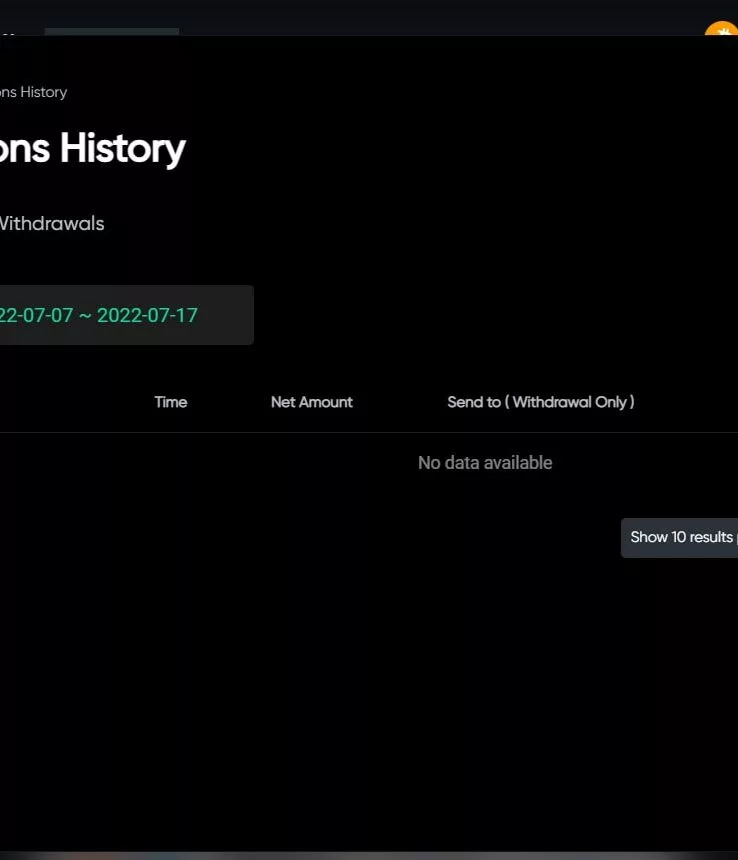 ons History
ons History
Withdrawals
22-07-07 ~ 2022-07-17
Time Net Amount Send to ( Withdrawal Only )
No data available
Show 10 results